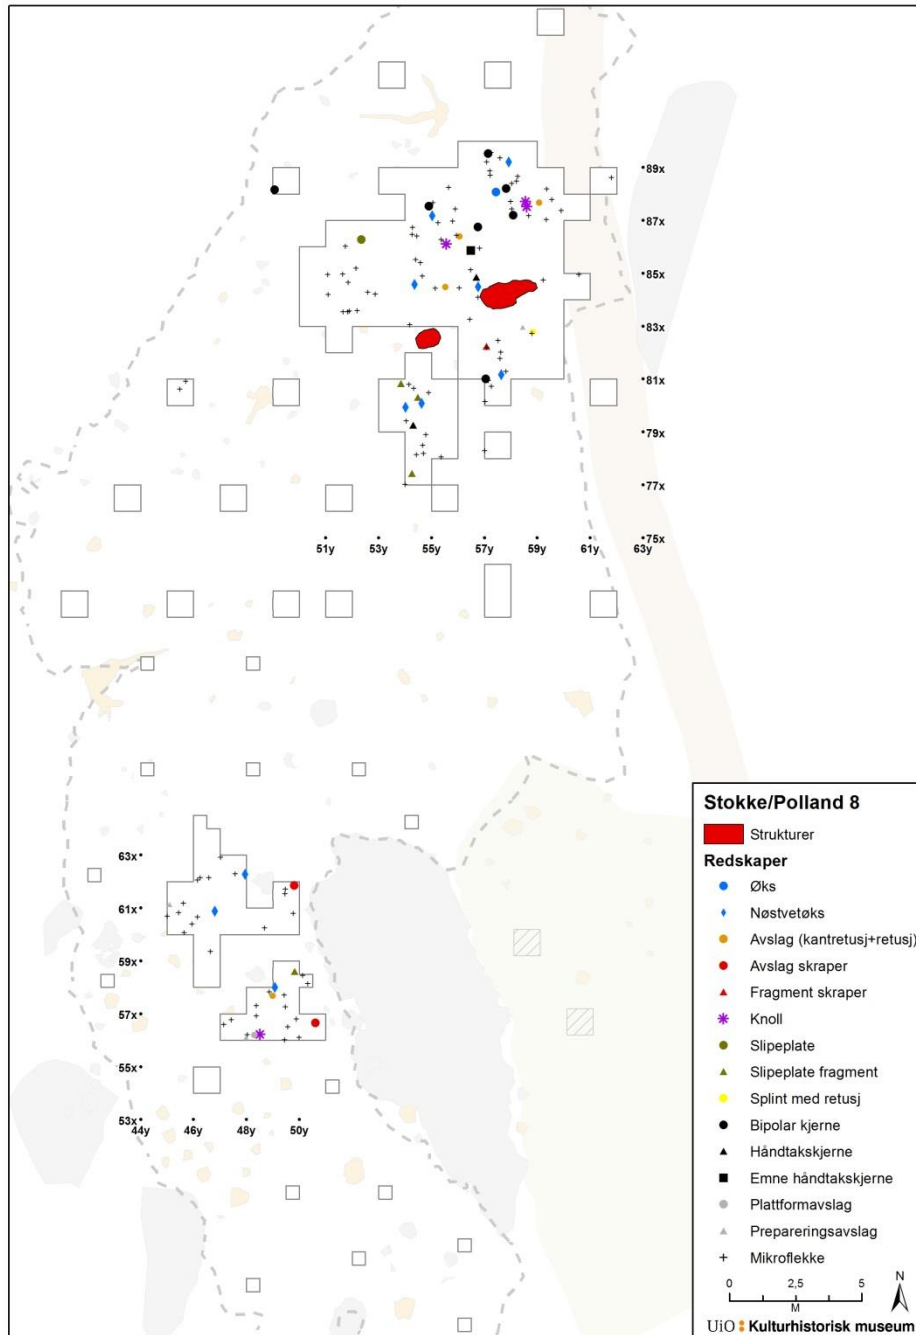 89x
87x
85x
83x
81x
79x
77x
75x
51y 53y 55y 57y 59y 61y 63y
63x
61x
59x
57x
55x
53x
44y 46y 48y 50y
Stokke/Polland 8
Strukturer
Redskaper
Øks
Nøstvetøks
Avslag (kantretusj+retusj)
Avslag skraper
Fragment skraper
Knoll
Slipeplate
Slipeplate fragment
Splint med retusj
Bipolar kjerne
Håndtakskjerne
Emne håndtakskjerne
Plattformavslag
Prepareringsavslag
Mikroflekke
0 2,5 5
M
N
UiO Kulturhistorisk museum